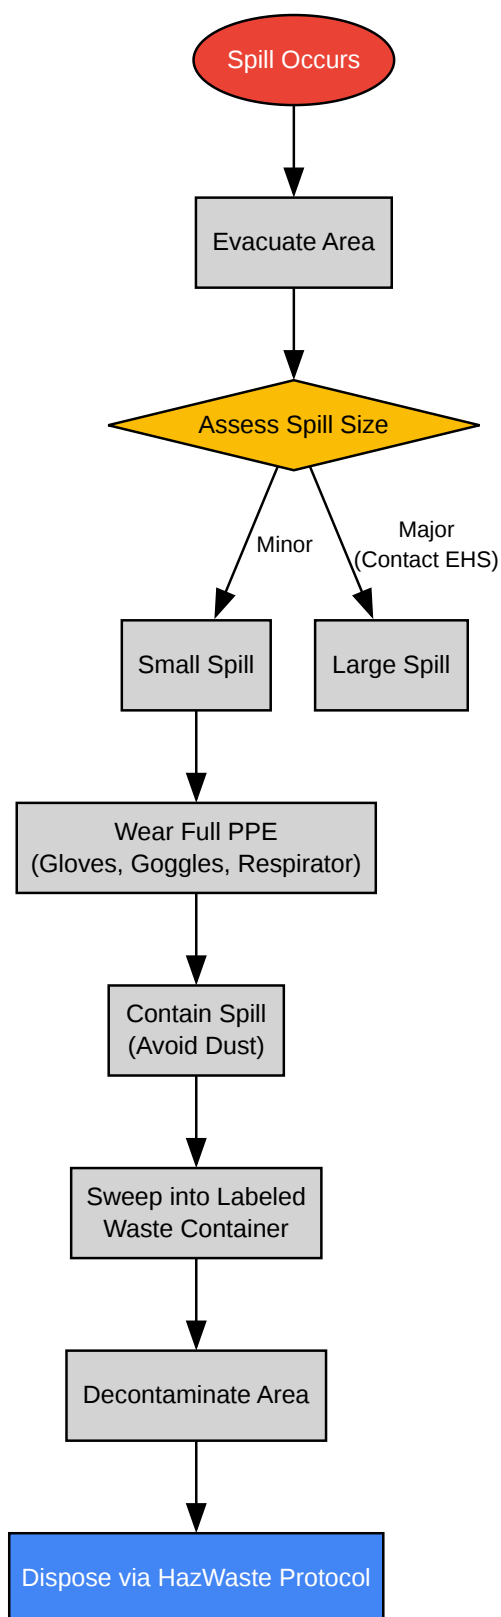 Spill Occurs
Evacuate Area
Assess Spill Size
Minor
Major
(Contact EHS)
Small Spill
Large Spill
Wear Full PPE
(Gloves, Goggles, Respirator)
Contain Spill
(Avoid Dust)
Sweep into Labeled
Waste Container
Decontaminate Area
Dispose via HazWaste Protocol